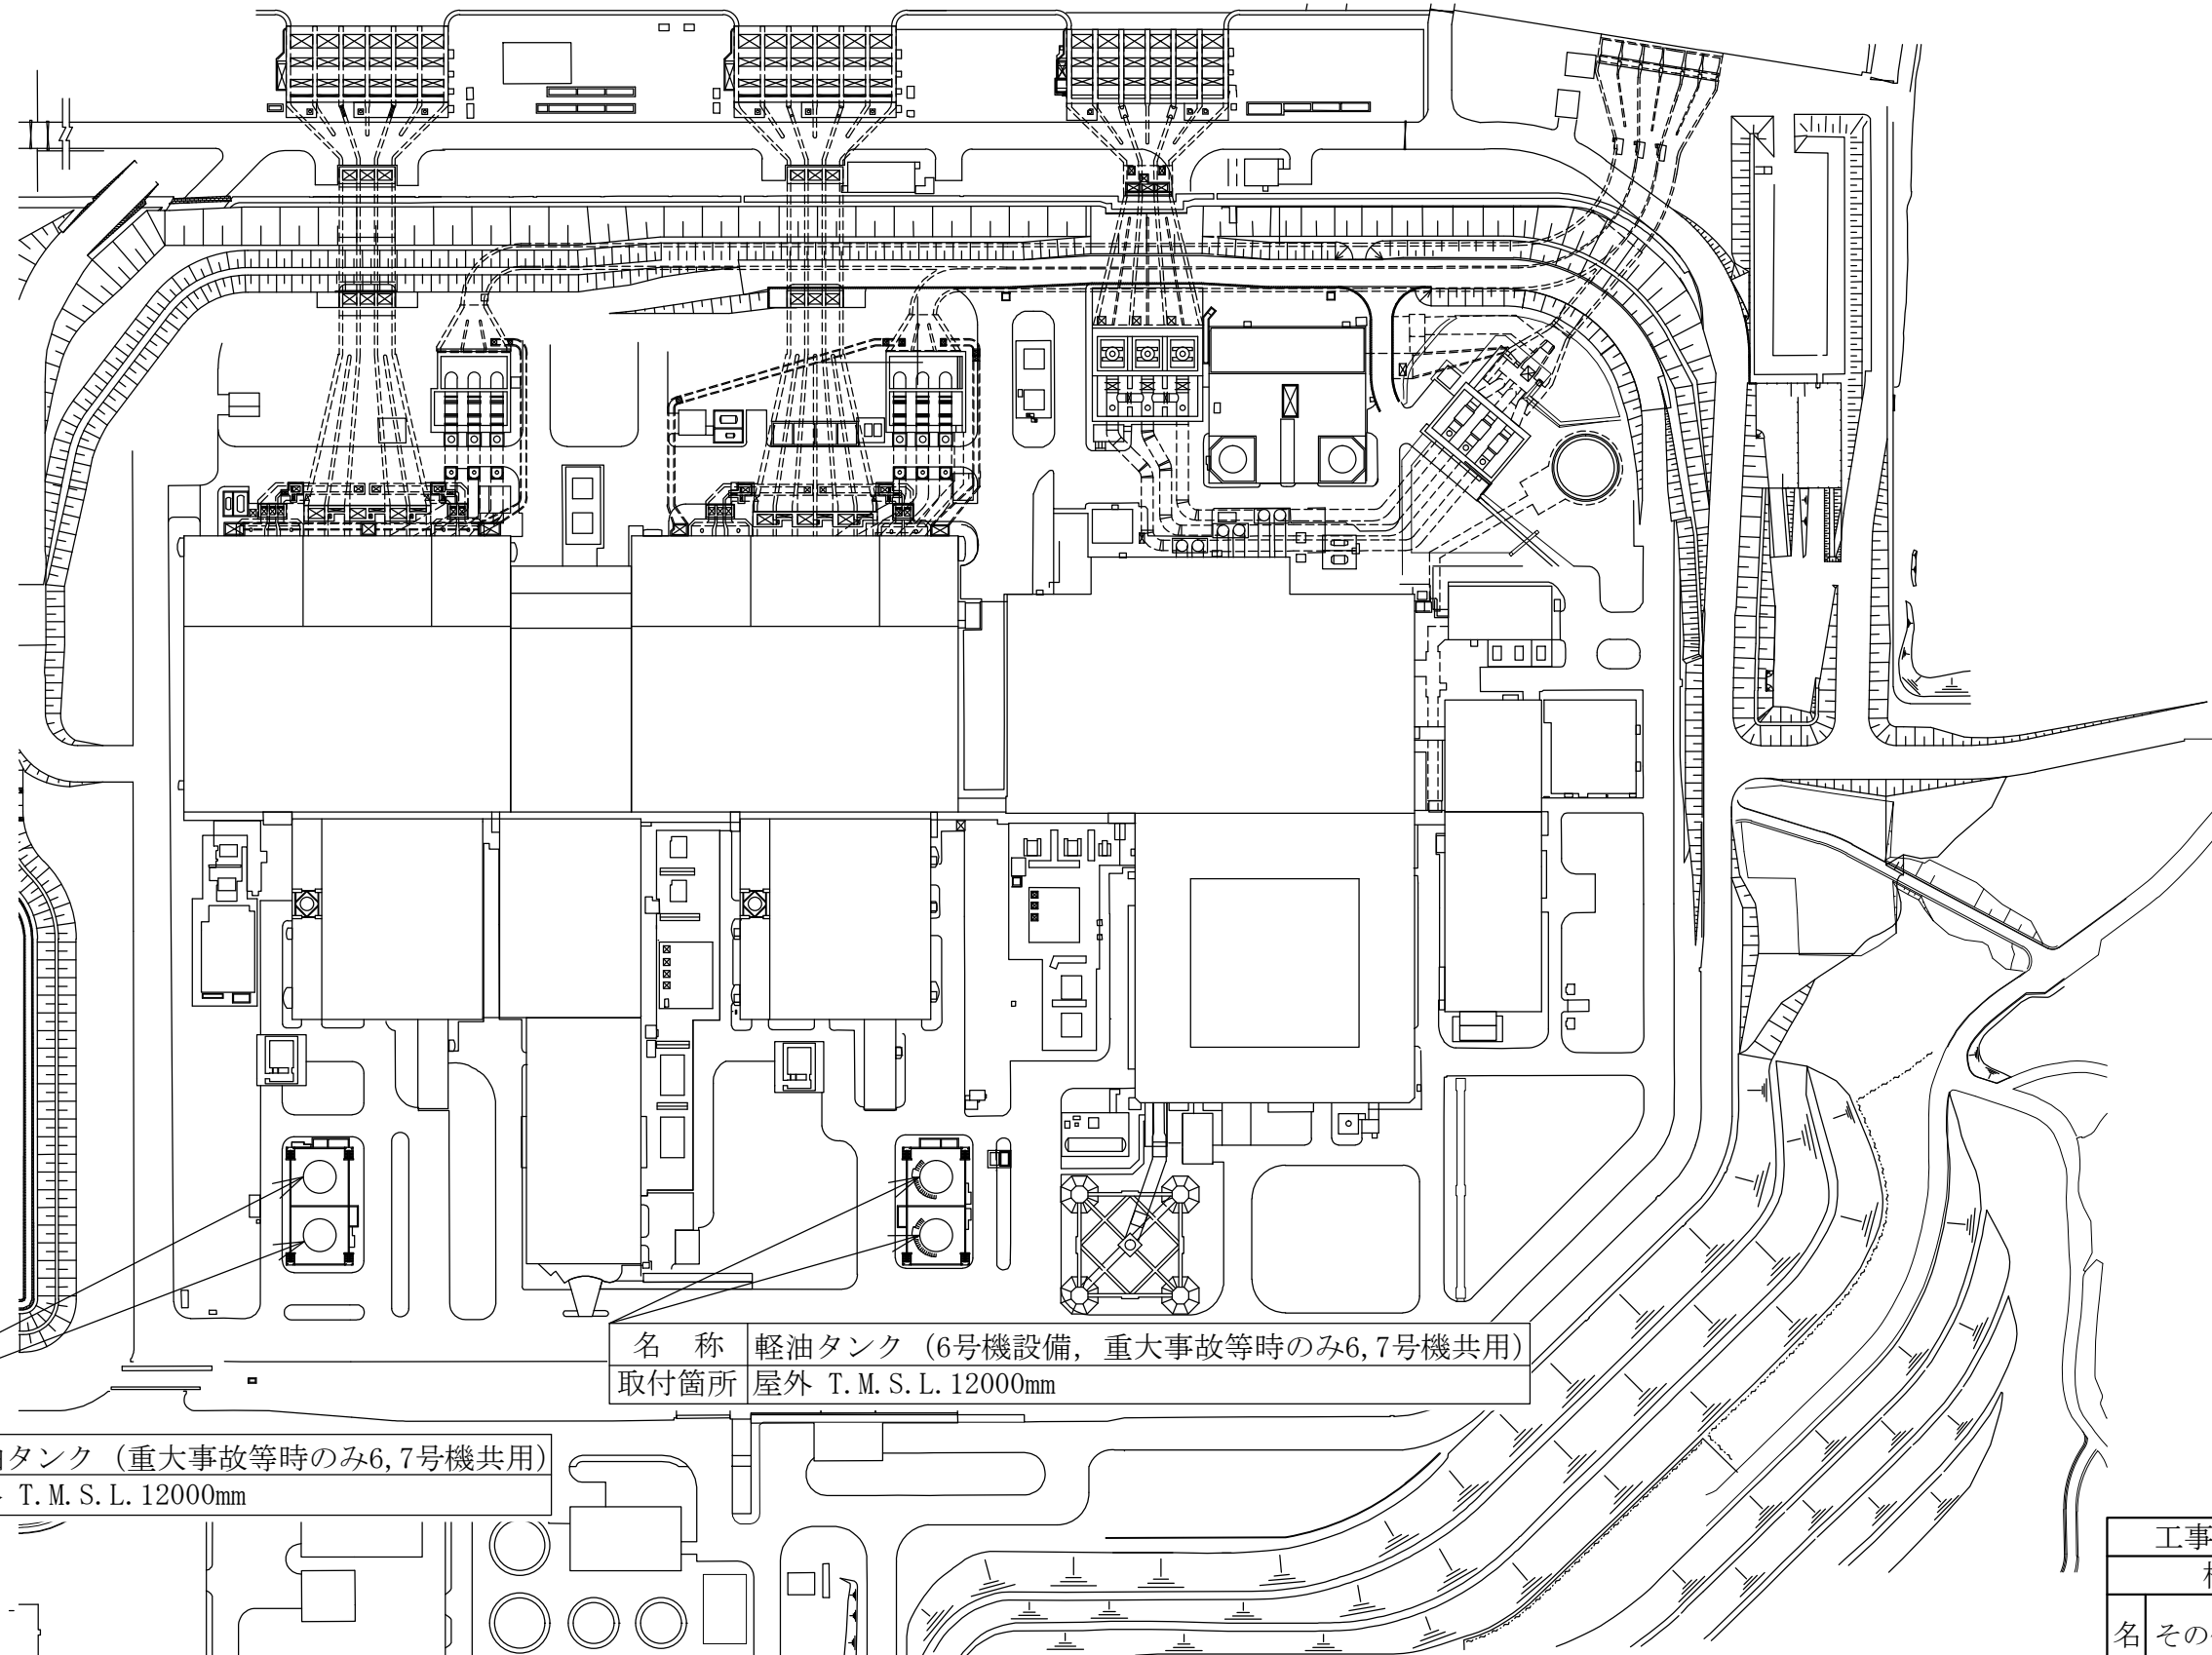 名 称 軽油タンク (6号機設備, 重大事故等時のみ6,7号機共用)
取付箇所 屋外 T.M.S.L.12000mm
タンク (重大事故等時のみ6,7号機共用)
T.M.S.L.12000mm
工事
名 その